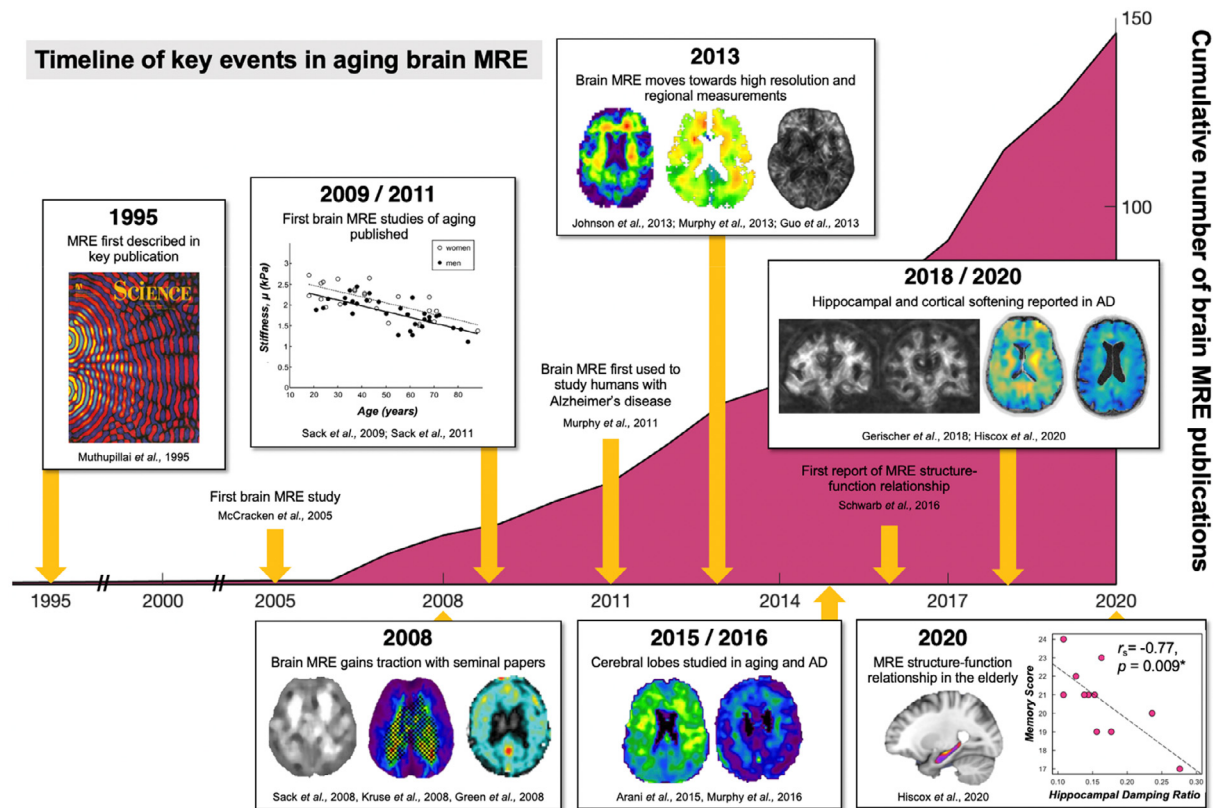 Timeline of key events in aging brain MRE
150
100
Cumulative number of brain MRE publications
1995
MRE first described in
key publication
SCIENCE
Muthupillai et al., 1995
2009 / 2011
First brain MRE studies of aging
published
women
men
Stiffness, μ (kPa)
3
2.5
2
1.5
1
0.5
0
10 20 30 40 50 60 70 80
Age (years)
Sack et al., 2009; Sack et al., 2011
2013
Brain MRE moves towards high resolution and
regional measurements
Johnson et al., 2013; Murphy et al., 2013; Guo et al., 2013
2018 / 2020
Hippocampal and cortical softening reported in AD
Gerischer et al., 2018; Hiscox et al., 2020
Brain MRE first used to
study humans with
Alzheimer's disease
Murphy et al., 2011
First brain MRE study
McCracken et al., 2005
First report of MRE structure-
function relationship
Schwarb et al., 2016
1995 2000 2005 2008 2011 2014 2017 2020
2008
Brain MRE gains traction with seminal papers
Sack et al., 2008, Kruse et al., 2008, Green et al., 2008
2015 / 2016
Cerebral lobes studied in aging and AD
Arani et al., 2015, Murphy et al., 2016
2020
MRE structure-function
relationship in the elderly
Hiscox et al., 2020
rs= -0.77,
p = 0.009*
Memory Score
24
23
22
21
20
19
18
17
0.10 0.15 0.20 0.25 0.30
Hippocampal Damping Ratio